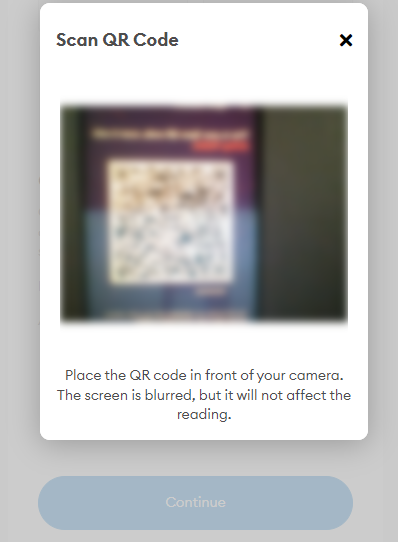 Scan QR Code
Place the QR code in front of your camera.
The screen is blurred, but it will not affect the
reading.
Continue